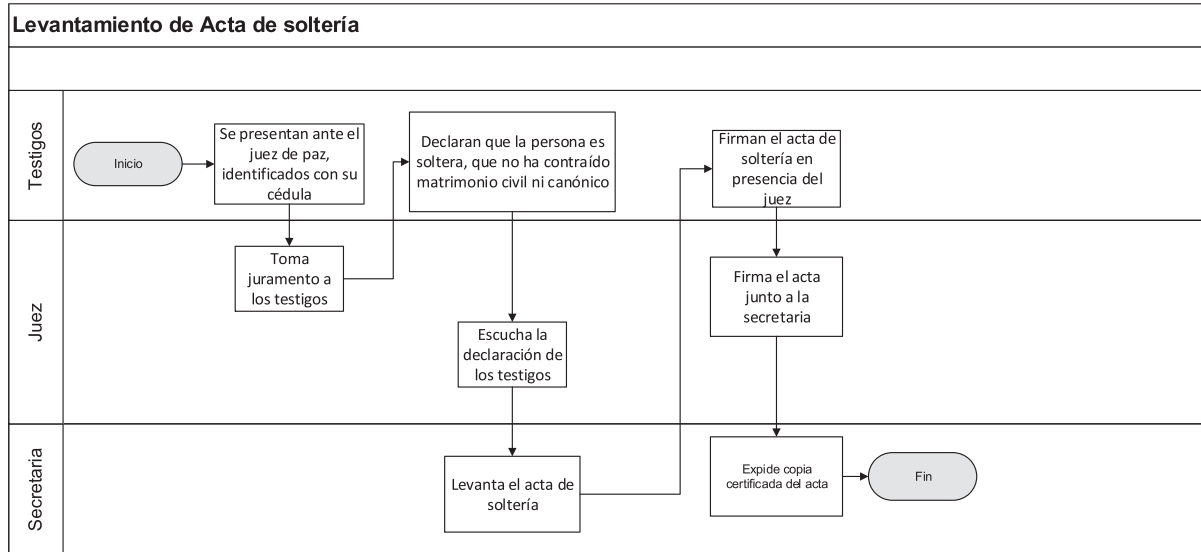 Levantamiento de Acta de soltería
Testigos
Inicio
Se presentan ante el
juez de paz,
identificados con su
cédula
Declaran que la persona es
soltera, que no ha contraído
matrimonio civil ni canónico
Firman el acta de
soltería en
presencia del
juez
Juez
Toma
juramento a
los testigos
Escucha la
declaración de
los testigos
Firma el acta
junto a la
secretaria
Secretaria
Levanta el acta de
soltería
Expide copia
certificada del acta
Fin